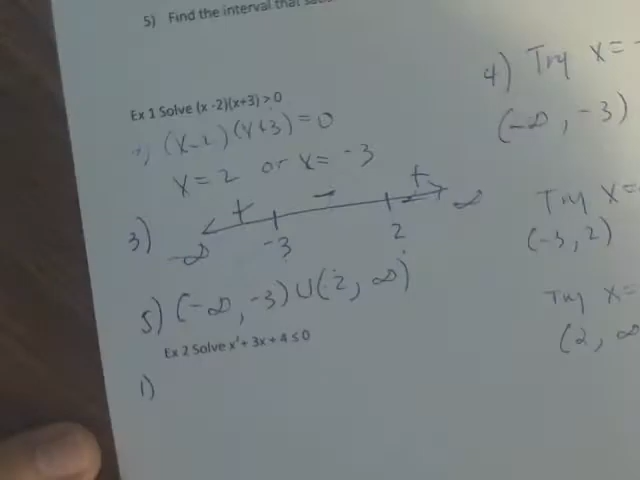 5) Find the interval that
Ex 1 Solve (x -2)(x+3) > 0
(x-2)(x+3) = 0
x = 2 or x = -3
3)
+ - +
-∞ -3 2 ∞
5) (-∞, -3) ∪ (2, ∞)
Ex 2 Solve x² + 3x + 4 ≤ 0
1)
4) Try x = -
(-∞, -3)
Try x =
(-3, 2)
Try x =
(2, ∞